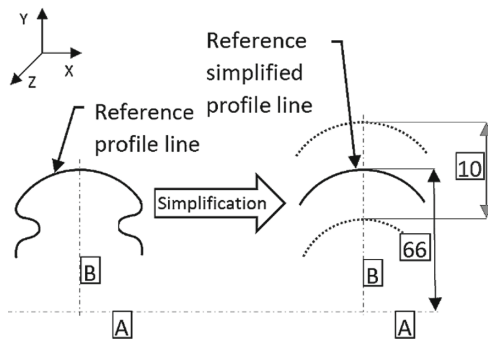 Y
X
Z
Reference
profile line
Reference
simplified
profile line
Simplification
10
66
B
B
A
A